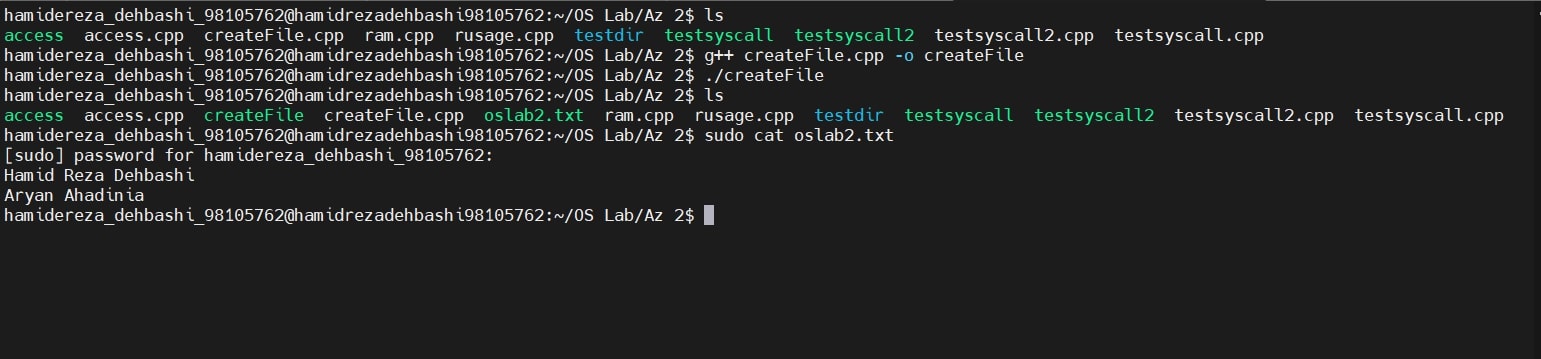 hamidereza_dehbashi_98105762@hamidrezadehbashi98105762:~/OS Lab/Az 2$ ls
access  access.cpp  createFile.cpp  ram.cpp  rusage.cpp  testdir  testsyscall  testsyscall2  testsyscall2.cpp  testsyscall.cpp
hamidereza_dehbashi_98105762@hamidrezadehbashi98105762:~/OS Lab/Az 2$ g++ createFile.cpp -o createFile
hamidereza_dehbashi_98105762@hamidrezadehbashi98105762:~/OS Lab/Az 2$ ./createFile
hamidereza_dehbashi_98105762@hamidrezadehbashi98105762:~/OS Lab/Az 2$ ls
access  access.cpp  createFile  createFile.cpp  oslab2.txt  ram.cpp  rusage.cpp  testdir  testsyscall  testsyscall2  testsyscall2.cpp  testsyscall.cpp
hamidereza_dehbashi_98105762@hamidrezadehbashi98105762:~/OS Lab/Az 2$ sudo cat oslab2.txt
[sudo] password for hamidereza_dehbashi_98105762:
Hamid Reza Dehbashi
Aryan Ahadinia
hamidereza_dehbashi_98105762@hamidrezadehbashi98105762:~/OS Lab/Az 2$